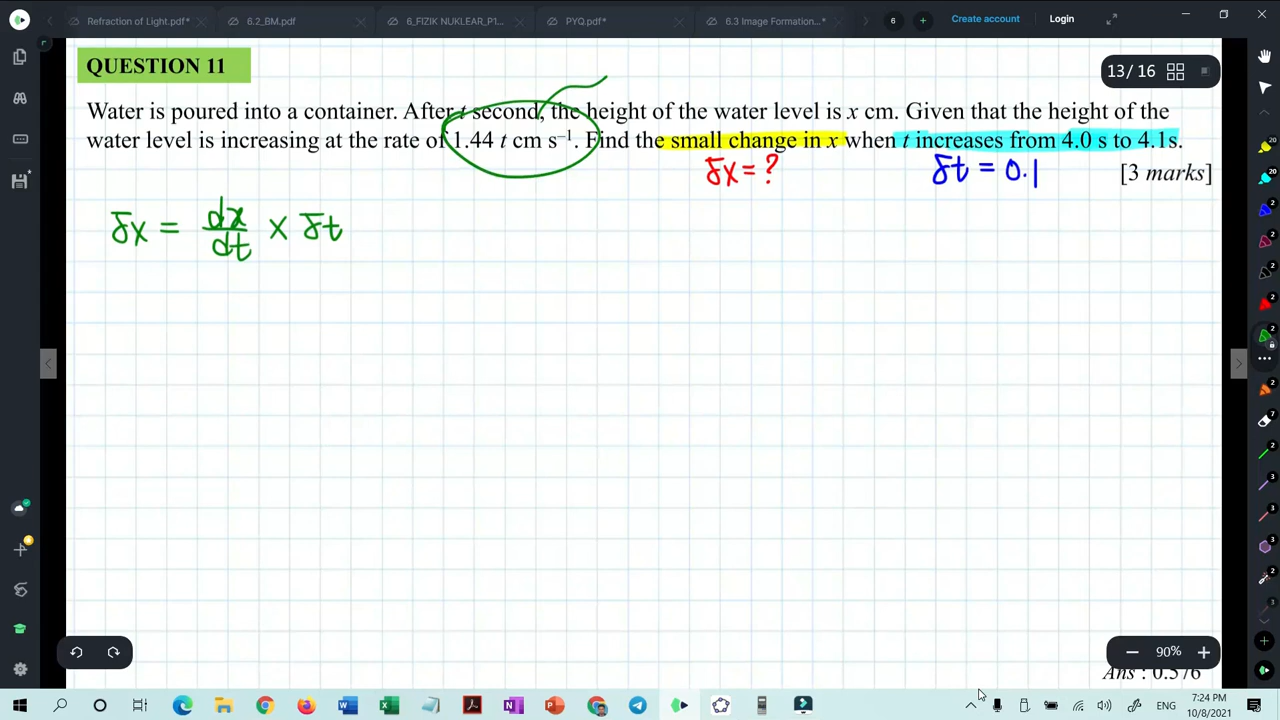 Refraction of Light.pdf*
6.2_BM.pdf
6_FIZIK NUKLEAR_P1...
PYQ.pdf*
6.3 Image Formation...*
6
Create account
Login
QUESTION 11
13/ 16
Water is poured into a container. After t second, the height of the water level is x cm. Given that the height of the
water level is increasing at the rate of 1.44 t cm s⁻¹. Find the small change in x when t increases from 4.0 s to 4.1s.
δx = ?
δt = 0.1
[3 marks]
δx = dx/dt × δt
90%
Ans : 0.576
ENG
7:24 PM
10/8/2021